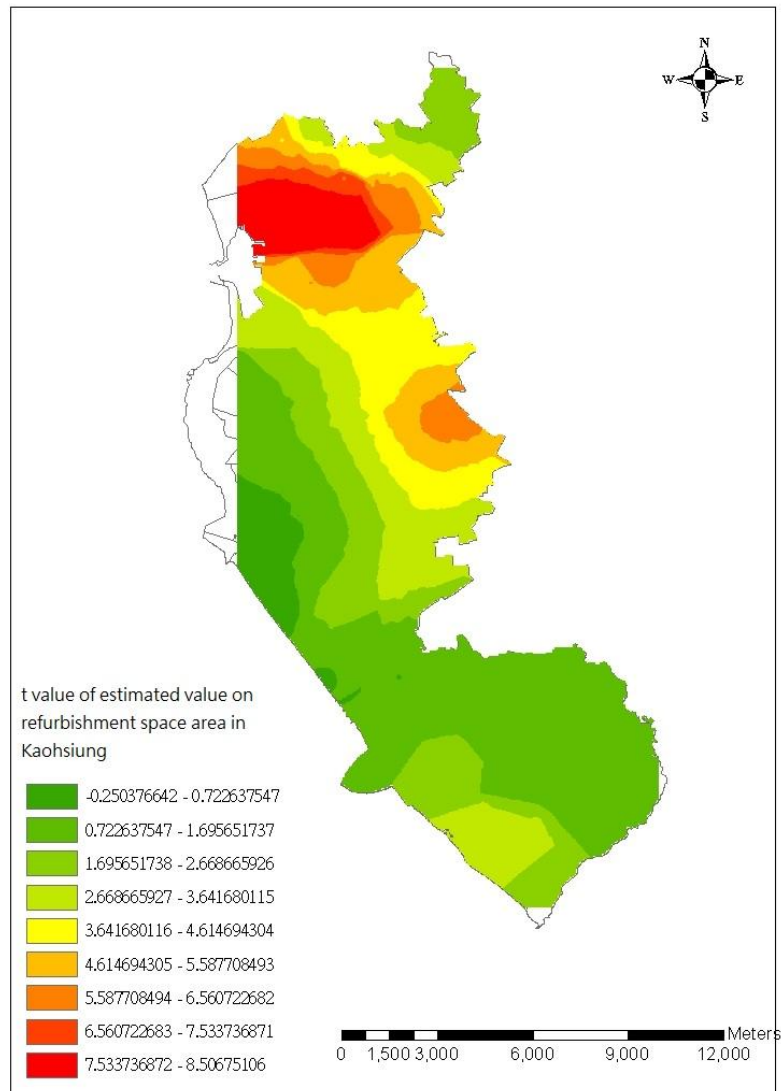 N
W E
S
t value of estimated value on
refurbishment space area in
Kaohsiung
-0.250376642 - 0.722637547
0.722637547 - 1.695651737
1.695651738 - 2.668665926
2.668665927 - 3.641680115
3.641680116 - 4.614694304
4.614694305 - 5.587708493
5.587708494 - 6.560722682
6.560722683 - 7.533736871
7.533736872 - 8.50675106
Meters
0 1,500 3,000 6,000 9,000 12,000